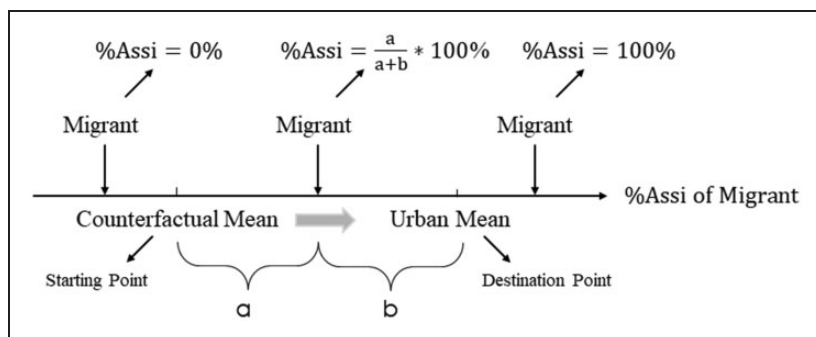 %Assi = 0% %Assi = a/a+b * 100% %Assi = 100%
Migrant Migrant Migrant
%Assi of Migrant
Counterfactual Mean Urban Mean
Starting Point Destination Point
a b